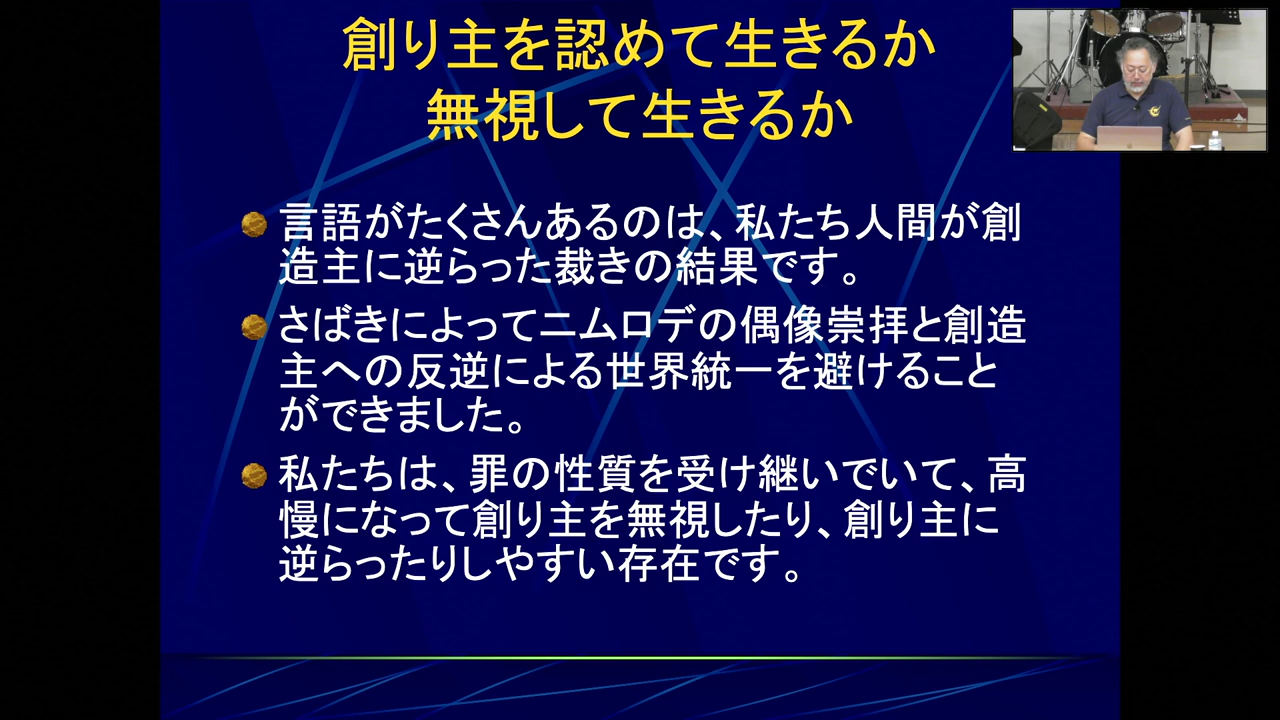 創り主を認めて生きるか
無視して生きるか
言語がたくさんあるのは、私たち人間が創
造主に逆らった裁きの結果です。
さばきによってニムロデの偶像崇拝と創造
主への反逆による世界統一を避けること
ができました。
私たちは、罪の性質を受け継いでいて、高
慢になって創り主を無視したり、創り主に
逆らったりしやすい存在です。